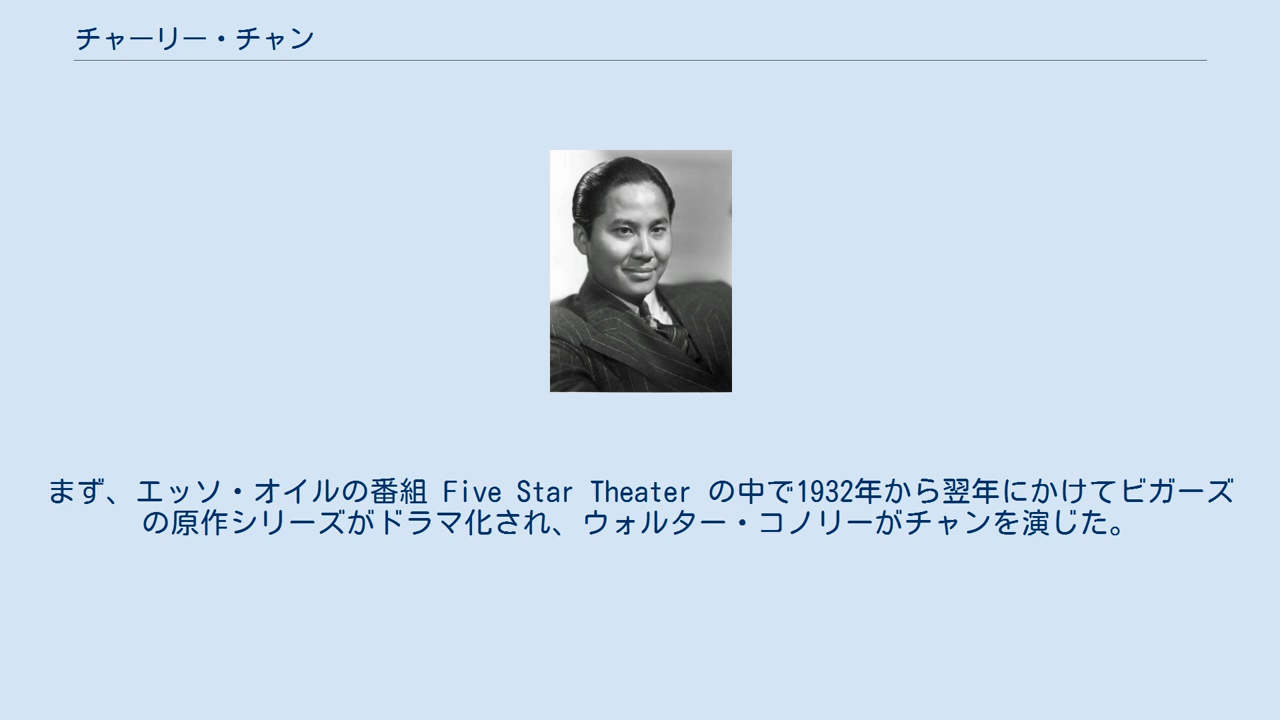 チャーリー・チャン
まず、エッソ・オイルの番組 Five Star Theater の中で1932年から翌年にかけてビガーズ
の原作シリーズがドラマ化され、ウォルター・コノリーがチャンを演じた。